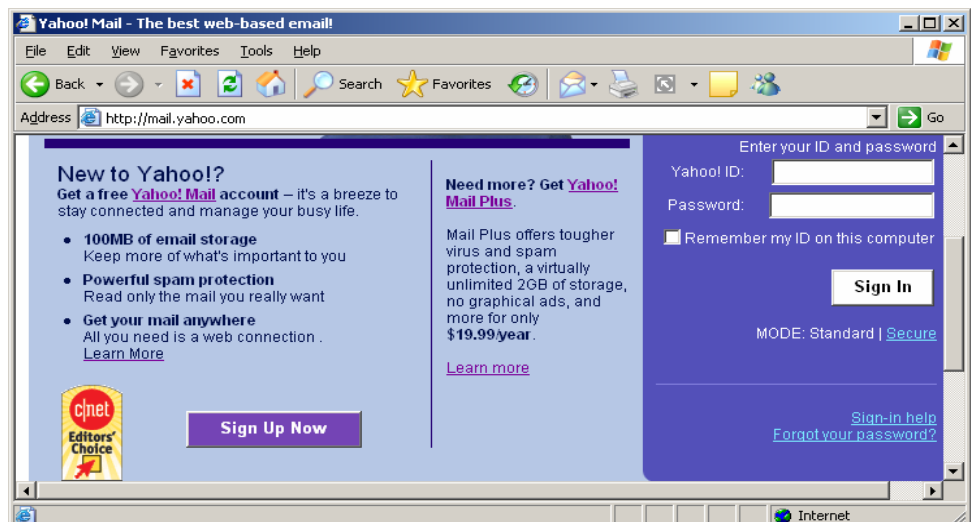 Yahoo! Mail - The best web-based email!
File Edit View Favorites Tools Help
Back Search Favorites
Address http://mail.yahoo.com Go
New to Yahoo!?
Get a free Yahoo! Mail account – it's a breeze to
stay connected and manage your busy life.
• 100MB of email storage
Keep more of what's important to you
• Powerful spam protection
Read only the mail you really want
• Get your mail anywhere
All you need is a web connection .
Learn More
c|net
Editors'
Choice
Sign Up Now
Need more? Get Yahoo!
Mail Plus.
Mail Plus offers tougher
virus and spam
protection, a virtually
unlimited 2GB of storage,
no graphical ads, and
more for only
$19.99/year.
Learn more
Enter your ID and password
Yahoo! ID:
Password:
Remember my ID on this computer
Sign In
MODE: Standard | Secure
Sign-in help
Forgot your password?
Internet